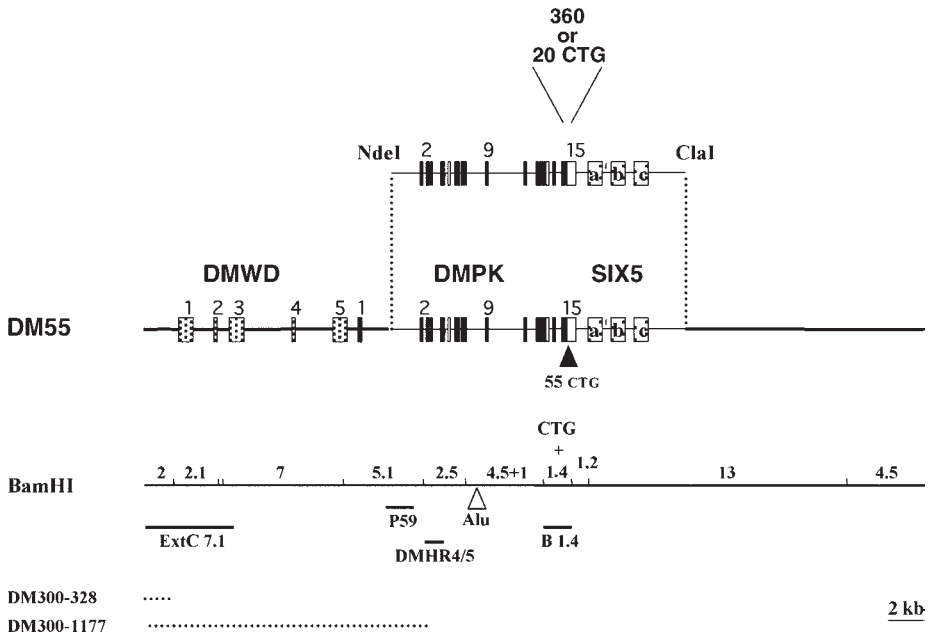 360
or
20 CTG
NdeI 2 9 15 ClaI
a b c
DMWD DMPK SIX5
1 2 3 4 5 1 2 9 15
DM55 a b c
55 CTG
CTG
+
2 2.1 7 5.1 2.5 4.5+1 1.4 1.2 13 4.5
BamHI
P59 Alu
ExtC 7.1 DMHR4/5 B 1.4
DM300-328
2 kb
DM300-1177